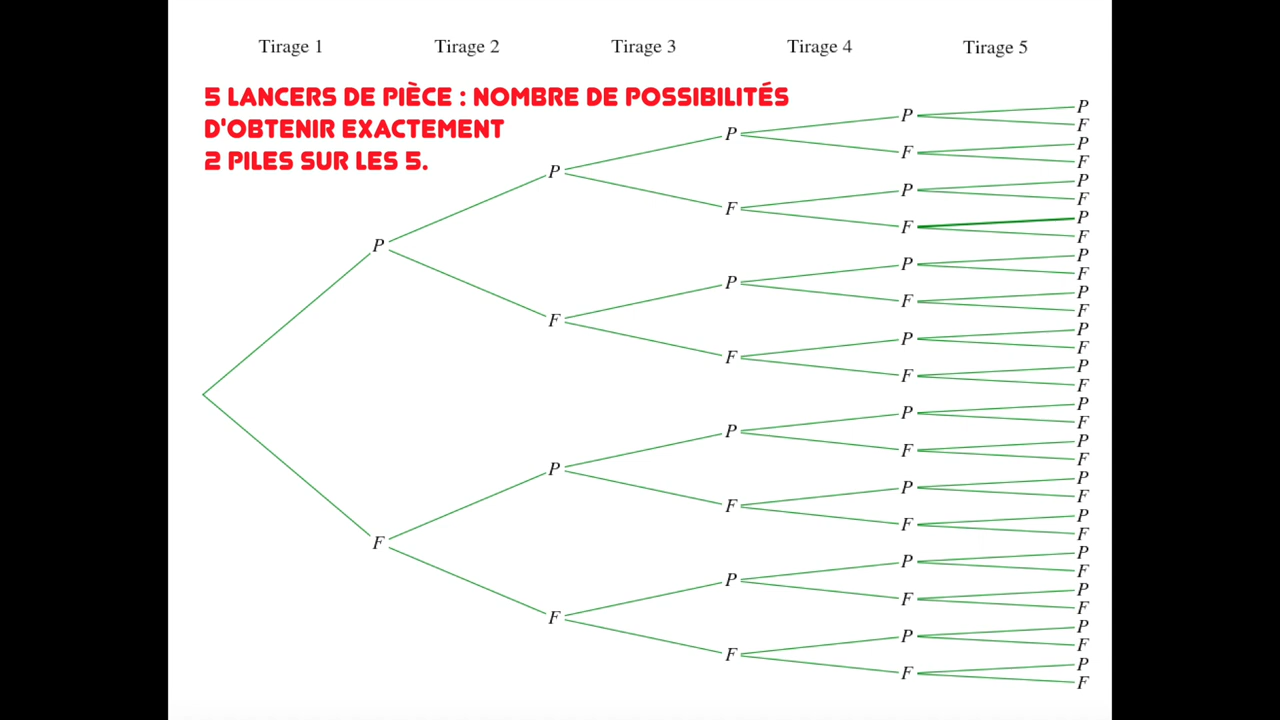 Tirage 1 Tirage 2 Tirage 3 Tirage 4 Tirage 5
5 LANCERS DE PIÈCE : NOMBRE DE POSSIBILITÉS
D'OBTENIR EXACTEMENT
2 PILES SUR LES 5.
P
P
F
P
F
P
F
P
P
F
P
F
P
F
P
F
P
F
P
F
P
F
P
F
P
F
P
F
P
F
P
F
P
F
P
F
P
F
P
F
P
F
P
F
P
F
P
F
P
F
P
F
P
F
P
F
P
F
P
F
F
F